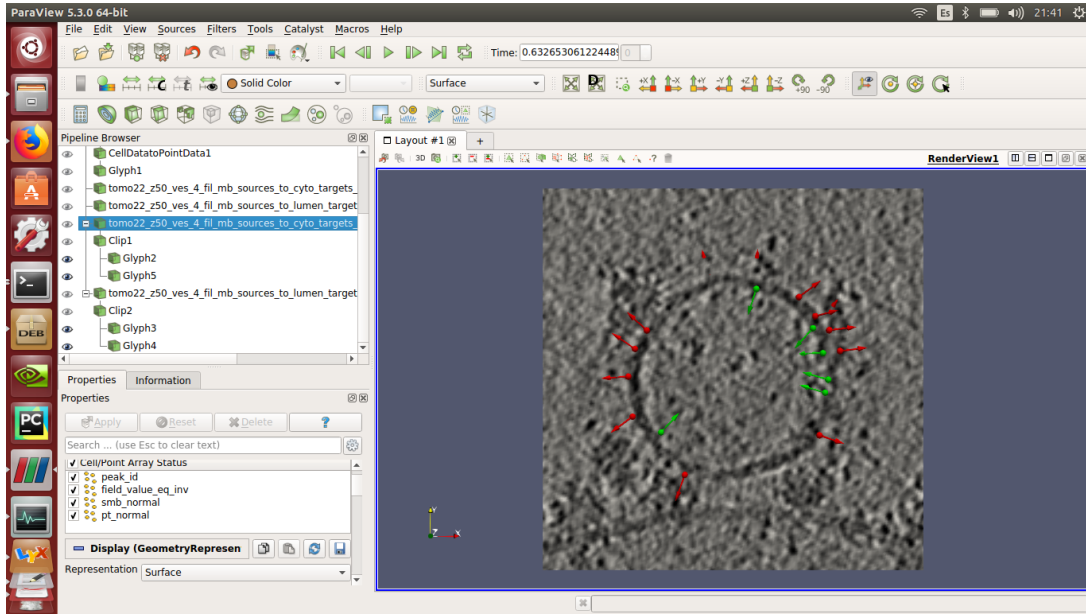 ParaView 5.3.0 64-bit
Es
21:41
File Edit View Sources Filters Tools Catalyst Macros Help
Time: 0.63265306122448
0
Solid Color
Surface
+X -X +Y -Y +Z -Z +90 -90
Pipeline Browser
CellDatatoPointData1
Glyph1
tomo22_z50_ves_4_fil_mb_sources_to_cyto_targets_
tomo22_z50_ves_4_fil_mb_sources_to_lumen_target
tomo22_z50_ves_4_fil_mb_sources_to_cyto_targets_
Clip1
Glyph2
Glyph5
tomo22_z50_ves_4_fil_mb_sources_to_lumen_target
Clip2
Glyph3
Glyph4
Properties Information
Properties
Apply Reset Delete ?
Search ... (use Esc to clear text)
Cell/Point Array Status
peak_id
field_value_eq_inv
smb_normal
pt_normal
Display (GeometryRepresen
Representation Surface
Layout #1 +
3D
RenderView1
Y
Z X
A
>_
DEB
PC